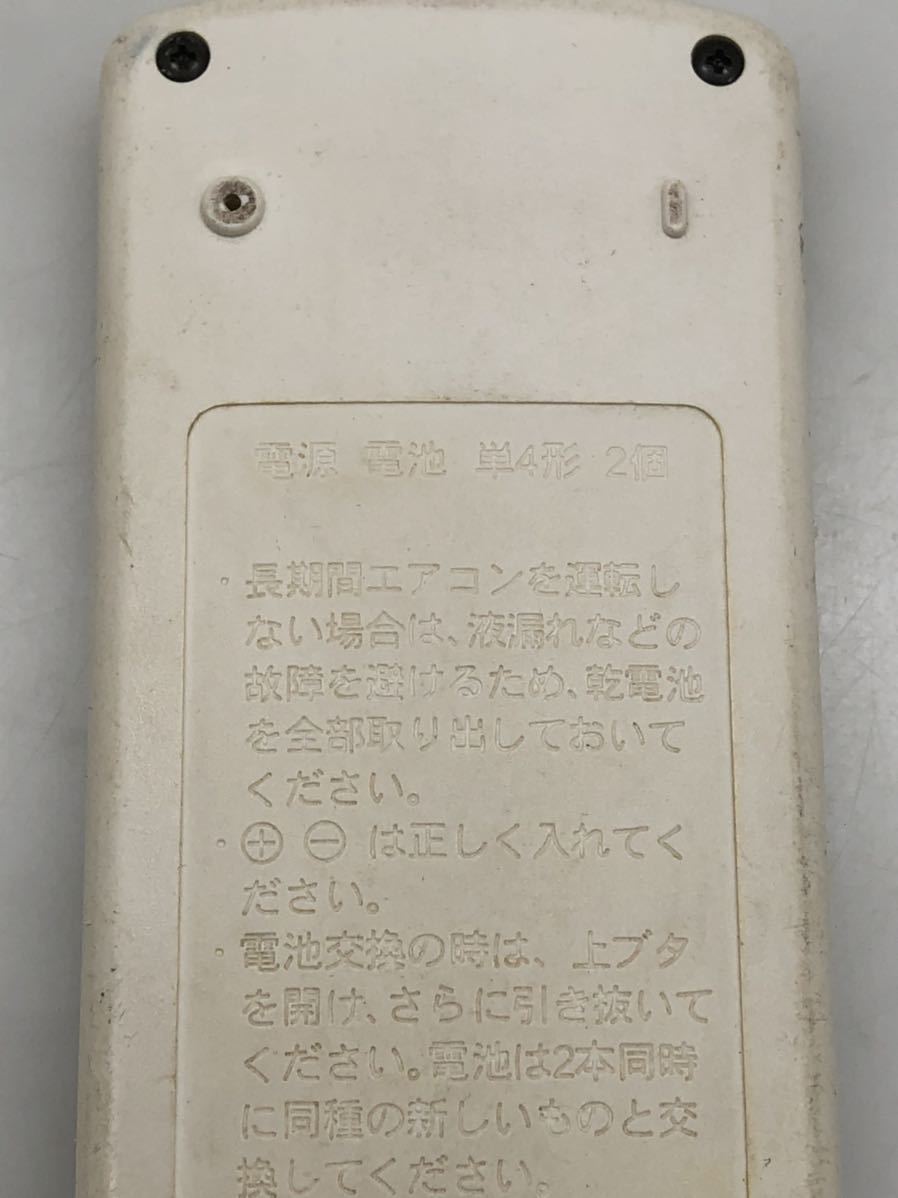 電源 電池 単4形 2個
・長期間エアコンを運転し
ない場合は、液漏れなどの
故障を避けるため、乾電池
を全部取り出しておいて
ください。
・⊕ ⊖ は正しく入れてく
ださい。
・電池交換の時は、上ブタ
を開け、さらに引き抜いて
ください。電池は2本同時
に同種の新しいものと交
換してください。